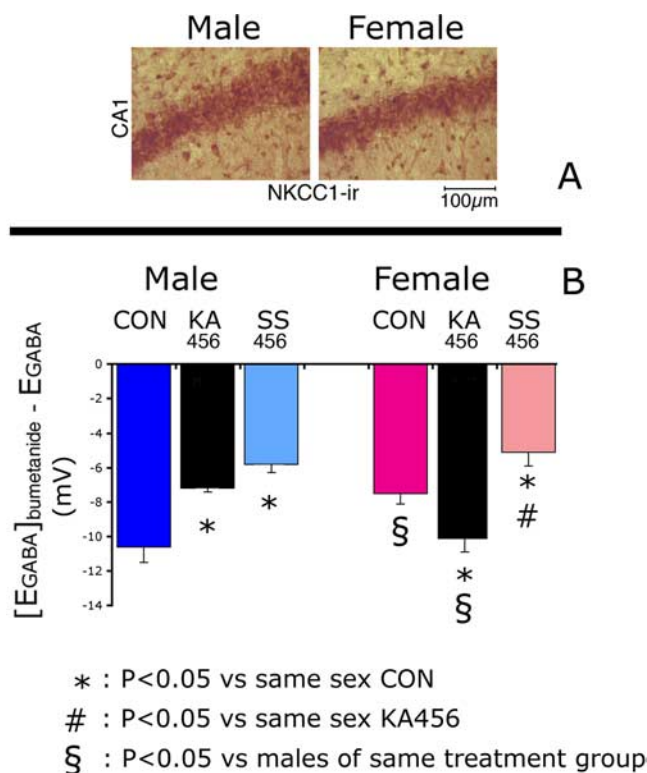 Male Female
CA1
NKCC1-ir
100µm
A
B
Male Female
CON KA SS CON KA SS
456 456 456 456
[EGABA]bumetanide - EGABA
(mV)
0
-2
-4
-6
-8
-10
-12
-14
* * § * § * #
* : P<0.05 vs same sex CON
# : P<0.05 vs same sex KA456
§ : P<0.05 vs males of same treatment group